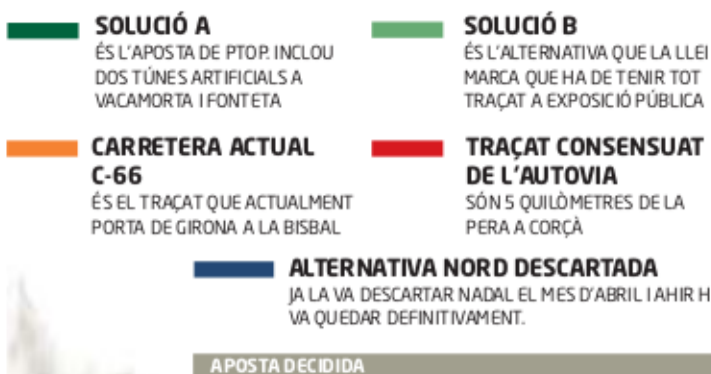 SOLUCIÓ A
ÉS L'APOSTA DE PTOP. INCLOU
DOS TÚNES ARTIFICIALS A
VACAMORTA I FONTETA
SOLUCIÓ B
ÉS L'ALTERNATIVA QUE LA LLEI
MARCA QUE HA DE TENIR TOT
TRAÇAT A EXPOSICIÓ PÚBLICA
CARRETERA ACTUAL
C-66
ÉS EL TRAÇAT QUE ACTUALMENT
PORTA DE GIRONA A LA BISBAL
TRAÇAT CONSENSUAT
DE L'AUTOVIA
SÓN 5 QUILÒMETRES DE LA
PERA A CORÇÀ
ALTERNATIVA NORD DESCARTADA
JA LA VA DESCARTAR NADAL EL MES D'ABRIL I AHIR H
VA QUEDAR DEFINITIVAMENT.
APOSTA DECIDIDA